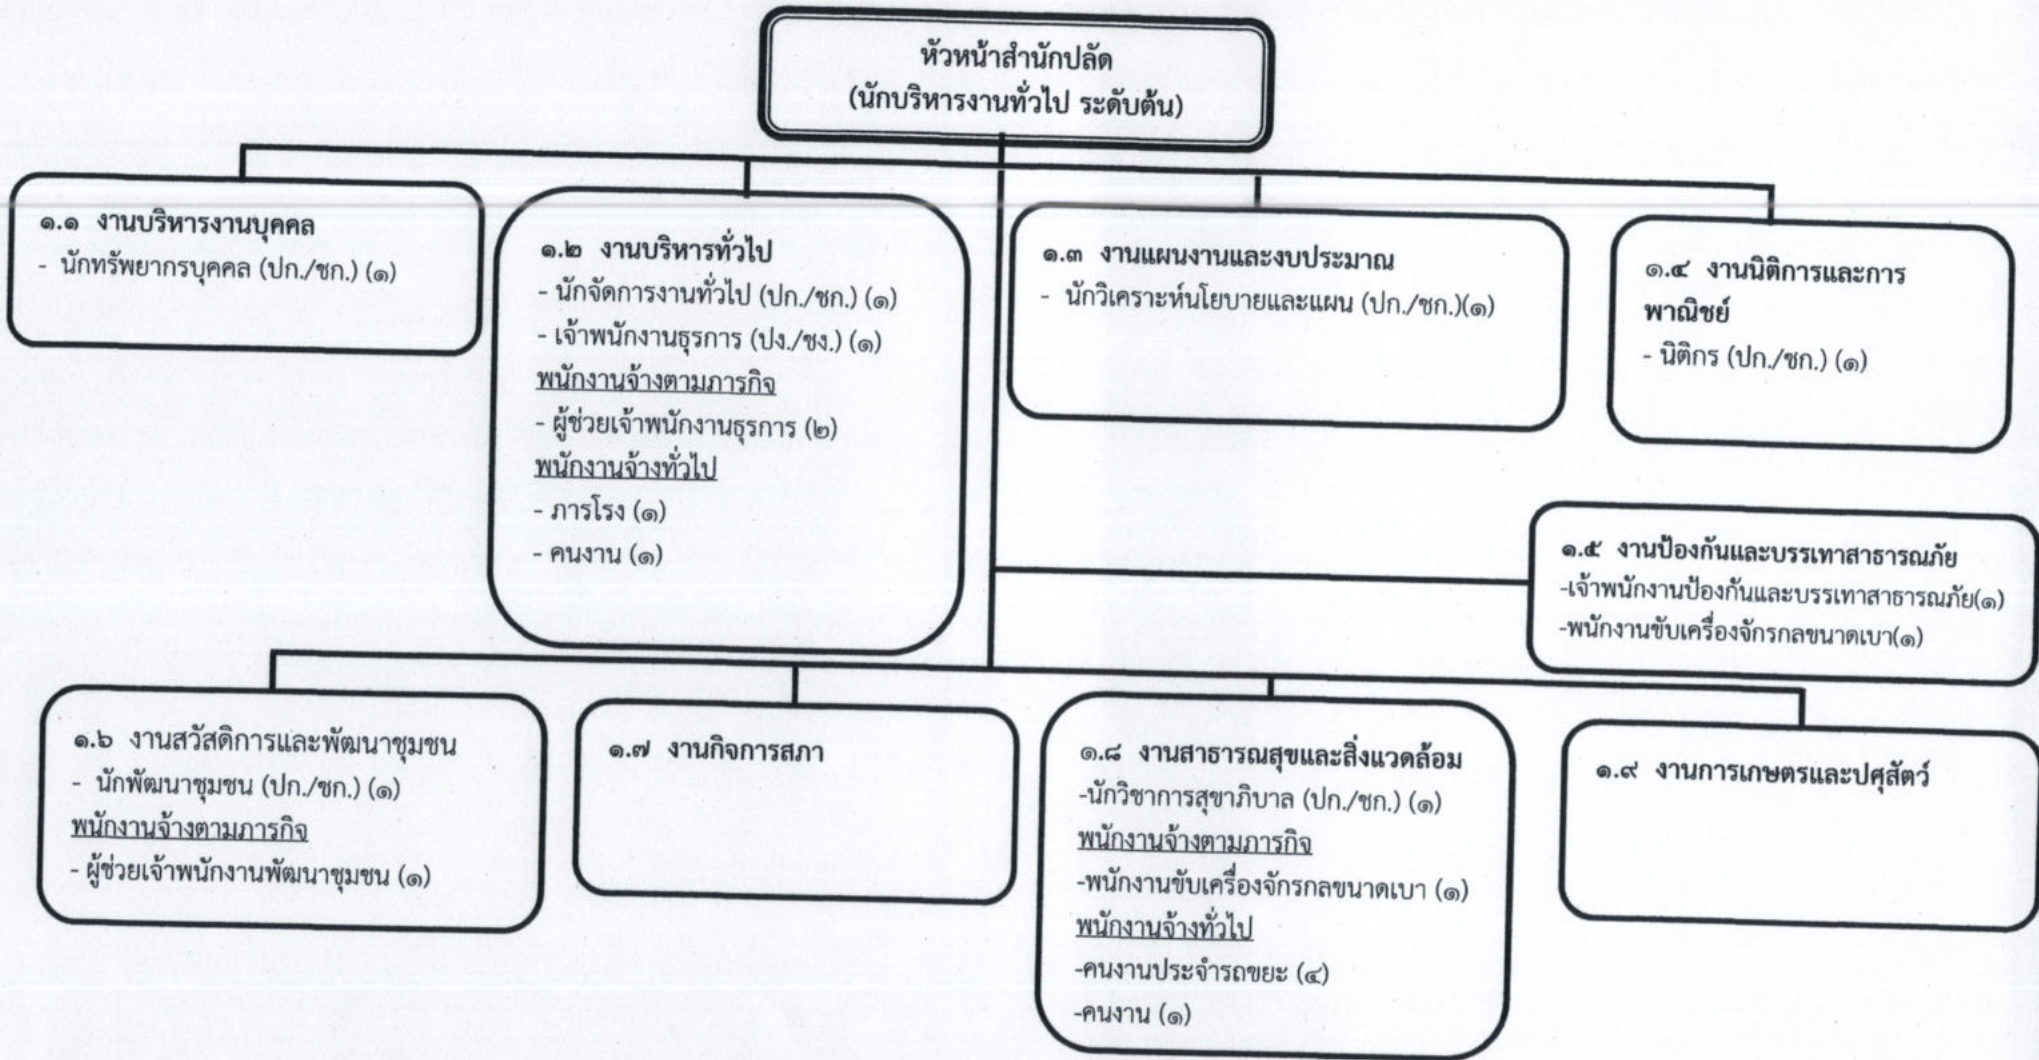 หัวหน้าสำนักปลัด
(นักบริหารงานทั่วไป ระดับต้น)
๑.๑ งานบริหารงานบุคคล
- นักทรัพยากรบุคคล (ปก./ชก.) (๑)
๑.๒ งานบริหารทั่วไป
- นักจัดการงานทั่วไป (ปก./ชก.) (๑)
- เจ้าพนักงานธุรการ (ปง./ชง.) (๑)
พนักงานจ้างตามภารกิจ
- ผู้ช่วยเจ้าพนักงานธุรการ (๒)
พนักงานจ้างทั่วไป
- ภารโรง (๑)
- คนงาน (๑)
๑.๓ งานแผนงานและงบประมาณ
- นักวิเคราะห์นโยบายและแผน (ปก./ชก.)(๑)
๑.๔ งานนิติการและการ
พาณิชย์
- นิติกร (ปก./ชก.) (๑)
๑.๕ งานป้องกันและบรรเทาสาธารณภัย
-เจ้าพนักงานป้องกันและบรรเทาสาธารณภัย(๑)
-พนักงานขับเครื่องจักรกลขนาดเบา(๑)
๑.๖ งานสวัสดิการและพัฒนาชุมชน
- นักพัฒนาชุมชน (ปก./ชก.) (๑)
พนักงานจ้างตามภารกิจ
- ผู้ช่วยเจ้าพนักงานพัฒนาชุมชน (๑)
๑.๗ งานกิจการสภา
๑.๘ งานสาธารณสุขและสิ่งแวดล้อม
-นักวิชาการสุขาภิบาล (ปก./ชก.) (๑)
พนักงานจ้างตามภารกิจ
-พนักงานขับเครื่องจักรกลขนาดเบา (๑)
พนักงานจ้างทั่วไป
-คนงานประจำรถขยะ (๔)
-คนงาน (๑)
๑.๙ งานการเกษตรและปศุสัตว์